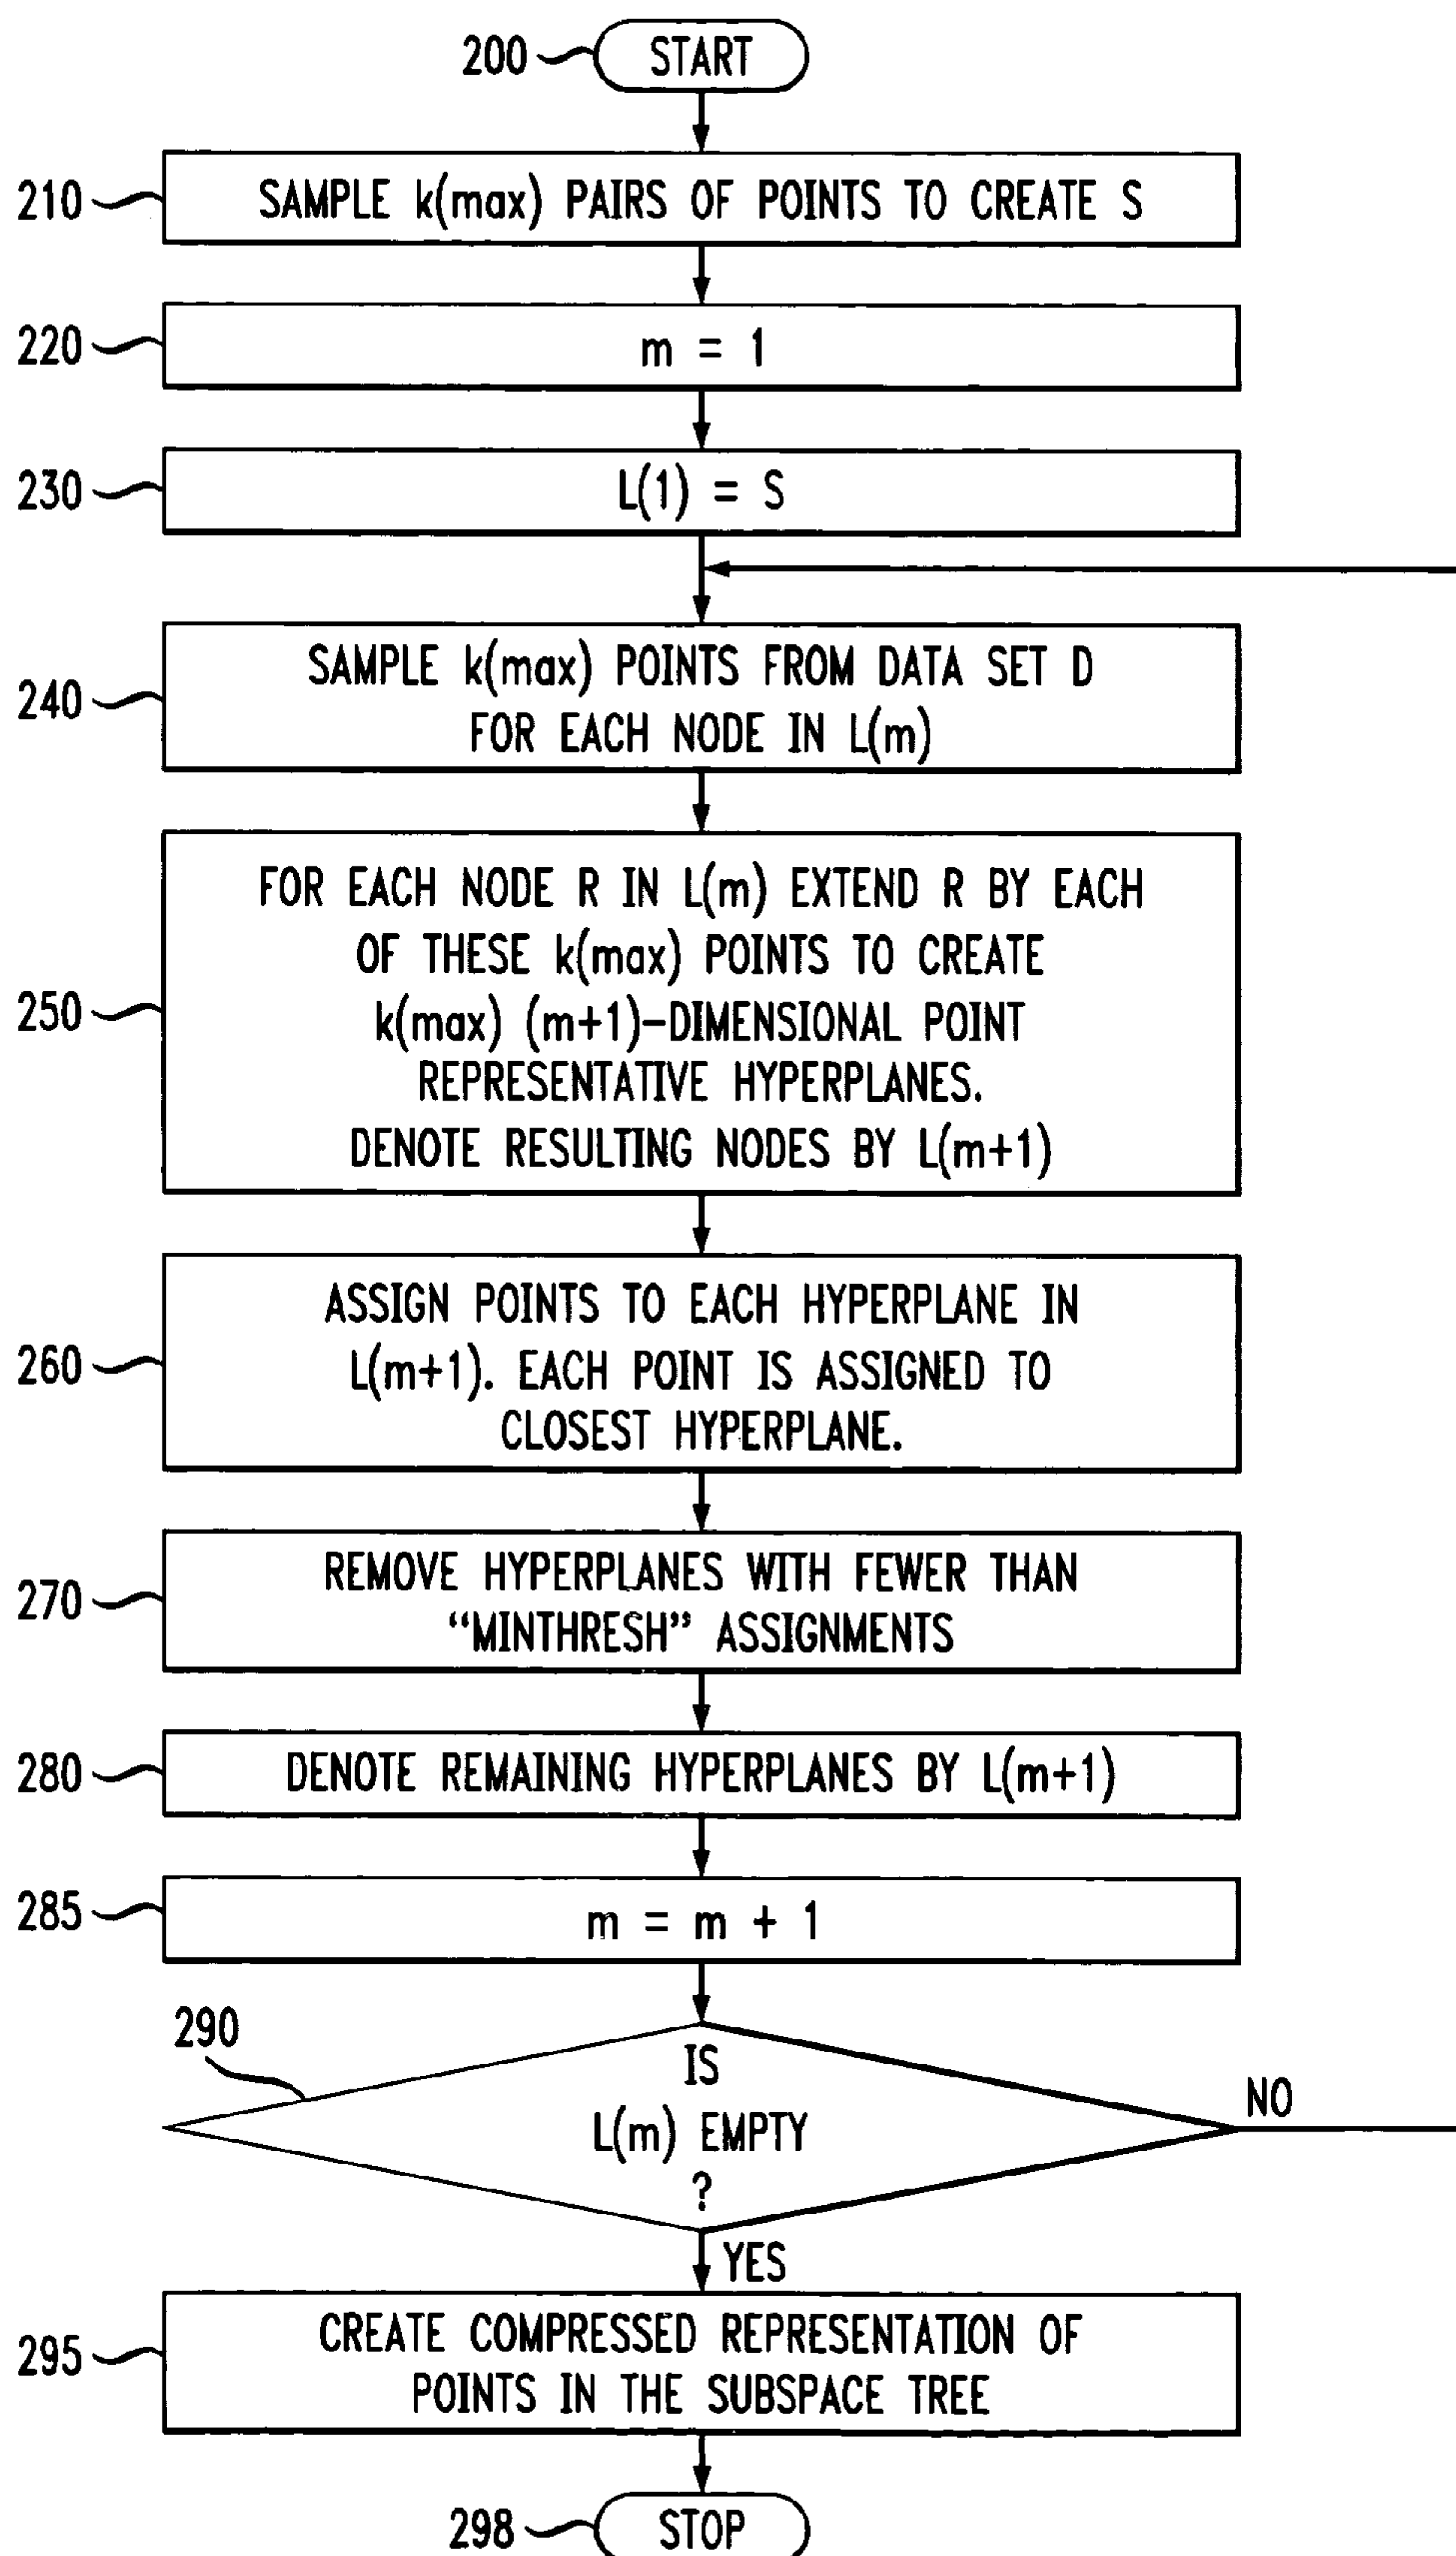 200
START
210
SAMPLE k(max) PAIRS OF POINTS TO CREATE S
220
m = 1
230
L(1) = S
240
SAMPLE k(max) POINTS FROM DATA SET D
FOR EACH NODE IN L(m)
250
FOR EACH NODE R IN L(m) EXTEND R BY EACH
OF THESE k(max) POINTS TO CREATE
k(max) (m+1)-DIMENSIONAL POINT
REPRESENTATIVE HYPERPLANES.
DENOTE RESULTING NODES BY L(m+1)
260
ASSIGN POINTS TO EACH HYPERPLANE IN
L(m+1). EACH POINT IS ASSIGNED TO
CLOSEST HYPERPLANE.
270
REMOVE HYPERPLANES WITH FEWER THAN
“MINTHRESH” ASSIGNMENTS
280
DENOTE REMAINING HYPERPLANES BY L(m+1)
285
m = m + 1
290
IS
L(m) EMPTY
?
NO
YES
295
CREATE COMPRESSED REPRESENTATION OF
POINTS IN THE SUBSPACE TREE
298
STOP